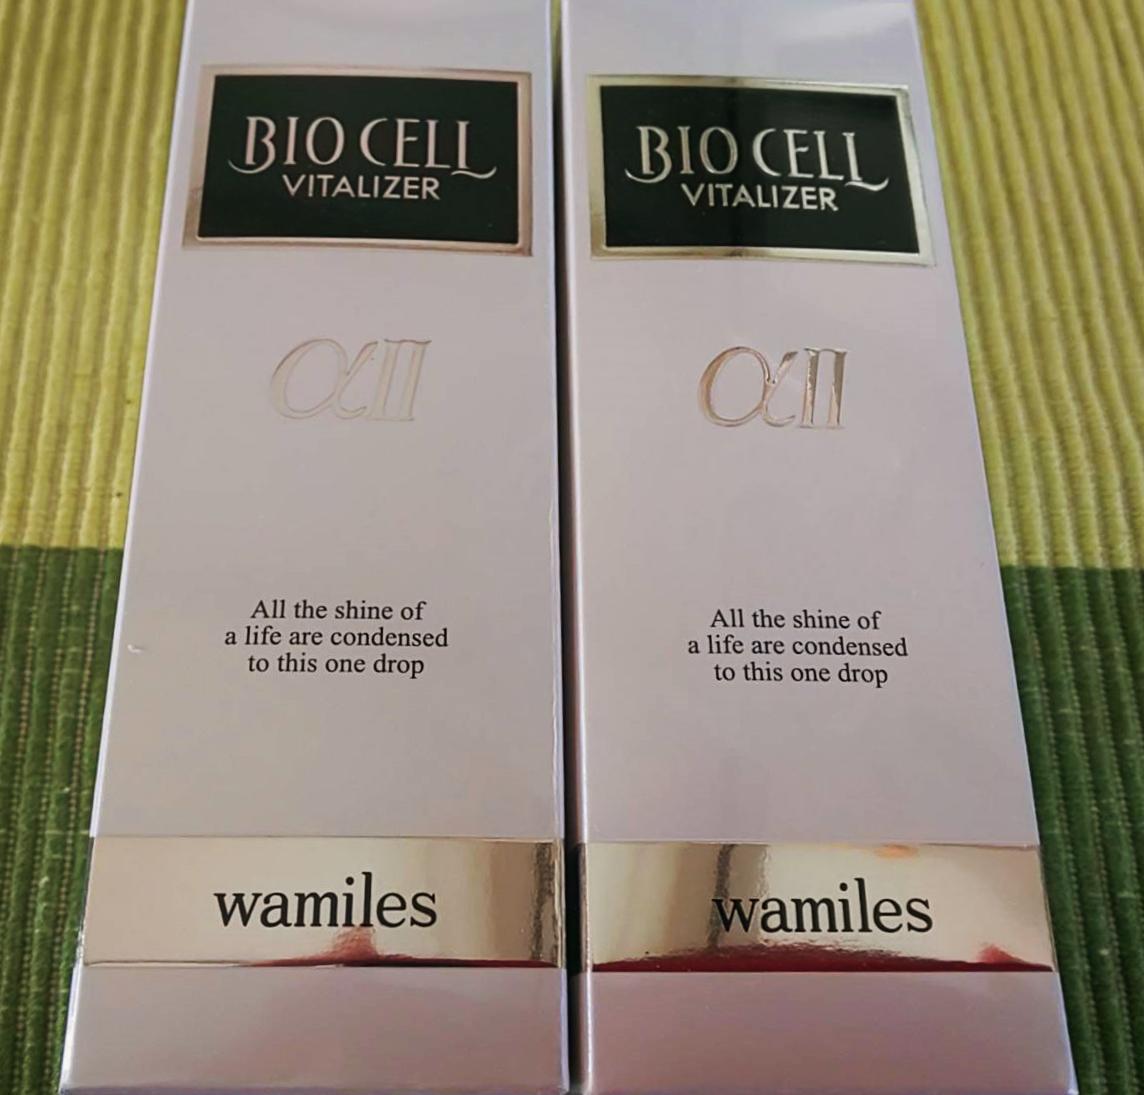 BIO CELL
VITALIZER
αII
All the shine of
a life are condensed
to this one drop
wamiles
BIO CELL
VITALIZER
αII
All the shine of
a life are condensed
to this one drop
wamiles